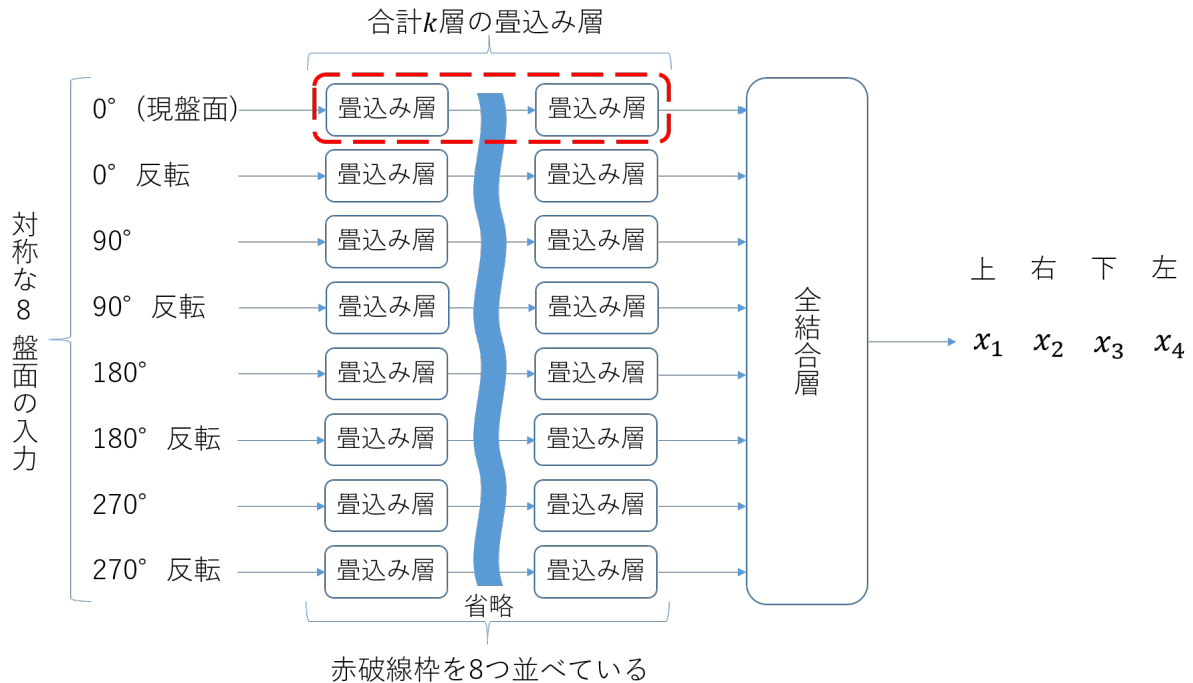 合計k層の畳込み層
対称な8盤面の入力
0°（現盤面）
畳込み層 畳込み層
0° 反転
畳込み層 畳込み層
90°
畳込み層 畳込み層
90° 反転
畳込み層 畳込み層
180°
畳込み層 畳込み層
180° 反転
畳込み層 畳込み層
270°
畳込み層 畳込み層
270° 反転
畳込み層 畳込み層
省略
赤破線枠を8つ並べている
全結合層
上 右 下 左
x₁ x₂ x₃ x₄